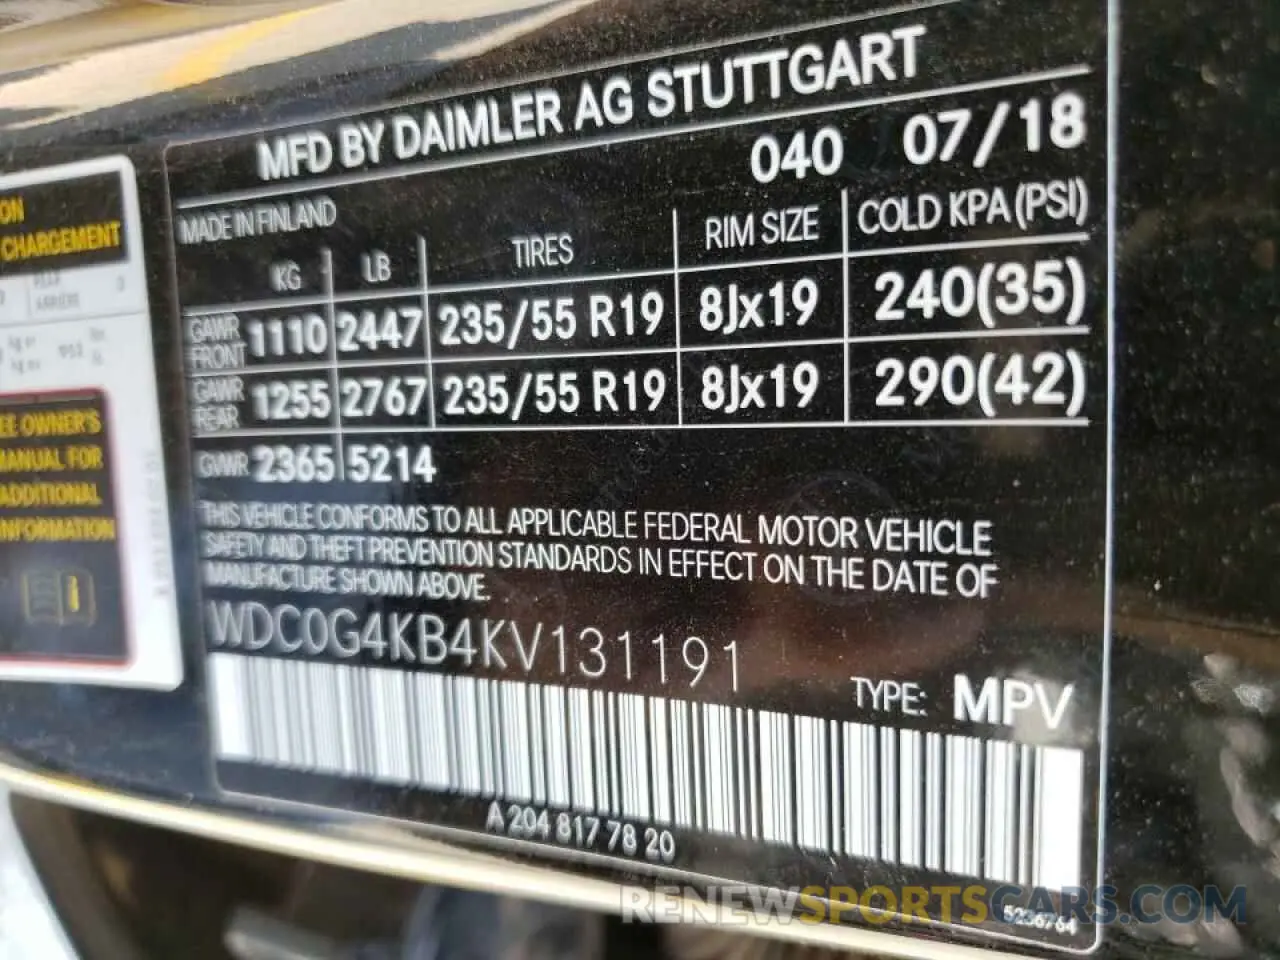 MFD BY DAIMLER AG STUTTGART
040 07/18
MADE IN FINLAND
KG LB TIRES RIM SIZE COLD KPA (PSI)
GAWR FRONT 1110 2447 235/55 R19 8Jx19 240(35)
GAWR REAR 1255 2767 235/55 R19 8Jx19 290(42)
GVWR 2365 5214
THIS VEHICLE CONFORMS TO ALL APPLICABLE FEDERAL MOTOR VEHICLE
SAFETY AND THEFT PREVENTION STANDARDS IN EFFECT ON THE DATE OF
MANUFACTURE SHOWN ABOVE.
WDC0G4KB4KV131191
TYPE: MPV
A 204 817 78 20
5236764
ON
CHARGEMENT
EE OWNER'S
MANUAL FOR
ADDITIONAL
INFORMATION
RENEWSPORTSCARS.COM